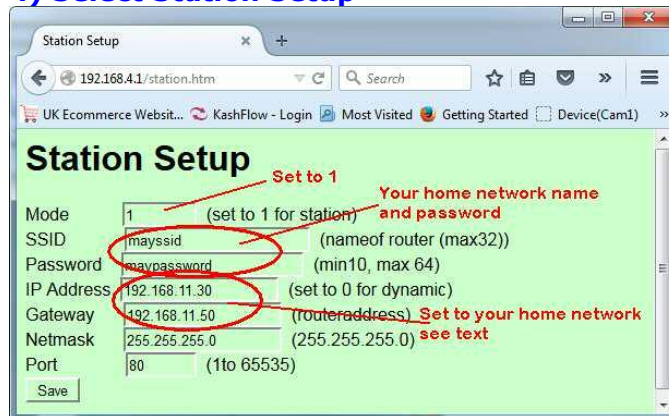 1) Select Station Setup
Station Setup
192.168.4.1/station.htm
Search
UK Ecommerce Websit...
KashFlow - Login
Most Visited
Getting Started
Device(Cam1)
Station Setup
Set to 1
Your home network name
and password
Mode 1 (set to 1 for station)
SSID mayssid (nameof router (max32))
Password maypassword (min10, max 64)
IP Address 192.168.11.30 (set to 0 for dynamic)
Gateway 192.168.11.50 (routeraddress)
Set to your home network
see text
Netmask 255.255.255.0 (255.255.255.0)
Port 80 (1to 65535)
Save